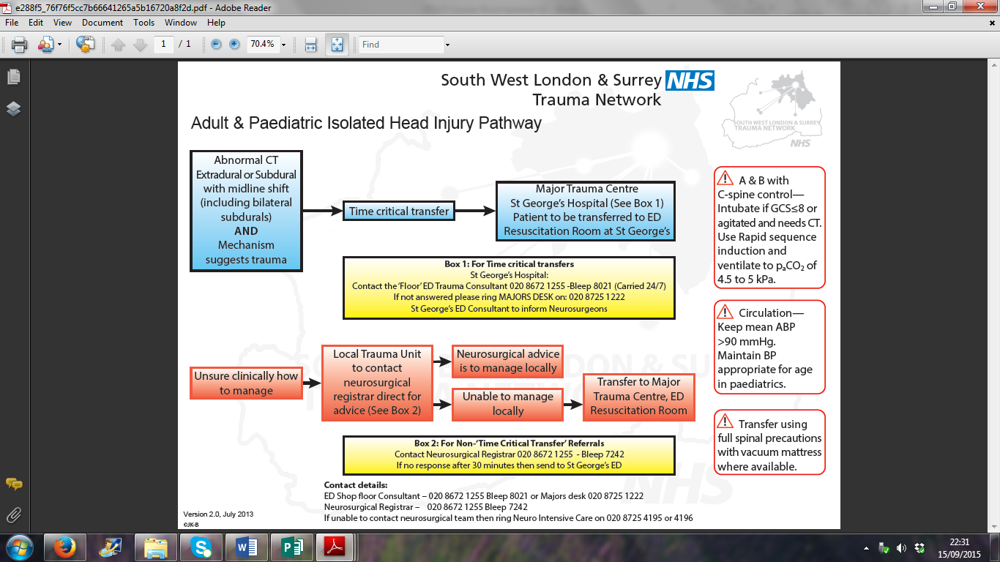 e288f5_76f76f5cc7b66641265a5b16720a8f2d.pdf - Adobe Reader
File Edit View Document Tools Window Help
1 / 1 70.4% Find
South West London & Surrey NHS
Trauma Network
SOUTH WEST LONDON & SURREY
TRAUMA NETWORK
NHS
Adult & Paediatric Isolated Head Injury Pathway
Abnormal CT
Extradural or Subdural
with midline shift
(including bilateral
subdurals)
AND
Mechanism
suggests trauma
Time critical transfer
Major Trauma Centre
St George's Hospital (See Box 1)
Patient to be transferred to ED
Resuscitation Room at St George's
Box 1: For Time critical transfers
St George's Hospital:
Contact the 'Floor' ED Trauma Consultant 020 8672 1255 -Bleep 8021 (Carried 24/7)
If not answered please ring MAJORS DESK on: 020 8725 1222
St George's ED Consultant to inform Neurosurgeons
Unsure clinically how
to manage
Local Trauma Unit
to contact
neurosurgical
registrar direct for
advice (See Box 2)
Neurosurgical advice
is to manage locally
Unable to manage
locally
Transfer to Major
Trauma Centre, ED
Resuscitation Room
Box 2: For Non-'Time Critical Transfer' Referrals
Contact Neurosurgical Registrar 020 8672 1255 - Bleep 7242
If no response after 30 minutes then send to St George's ED
A & B with
C-spine control—
Intubate if GCS≤8 or
agitated and needs CT.
Use Rapid sequence
induction and
ventilate to pₐCO₂ of
4.5 to 5 kPa.
Circulation—
Keep mean ABP
>90 mmHg.
Maintain BP
appropriate for age
in paediatrics.
Transfer using
full spinal precautions
with vacuum mattress
where available.
Contact details:
ED Shop floor Consultant – 020 8672 1255 Bleep 8021 or Majors desk 020 8725 1222
Neurosurgical Registrar – 020 8672 1255 Bleep 7242
If unable to contact neurosurgical team then ring Neuro Intensive Care on 020 8725 4195 or 4196
Version 2.0, July 2013
©JK-B
NHS
22:31
15/09/2015